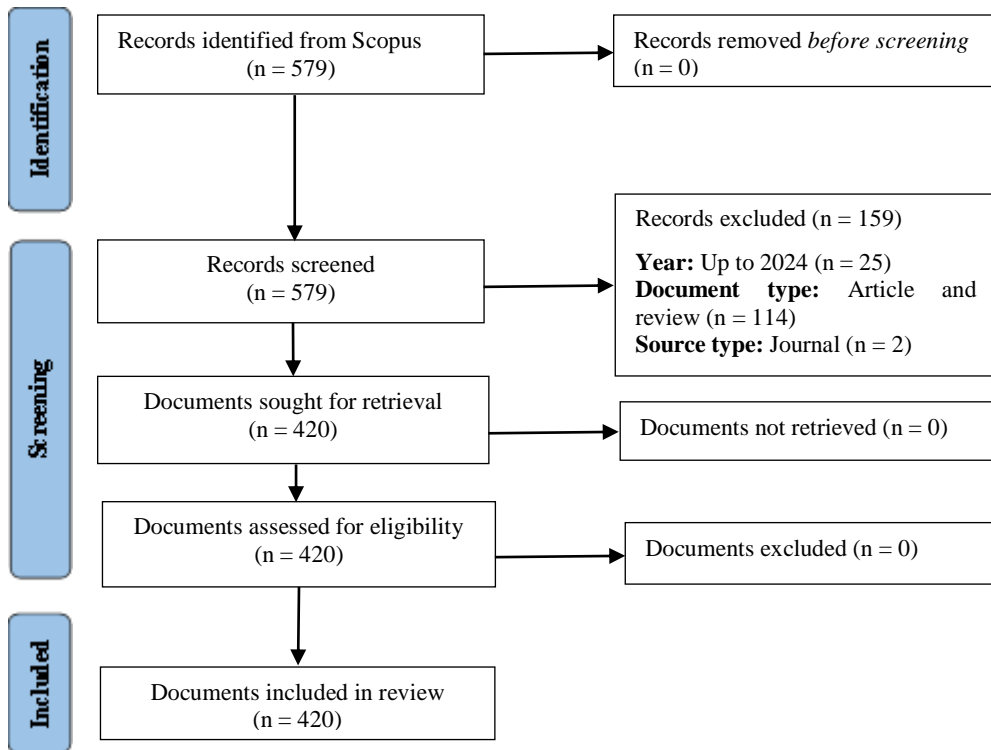 Identification
Records identified from Scopus
(n = 579)
Records removed before screening
(n = 0)
Screening
Records screened
(n = 579)
Records excluded (n = 159)
Year: Up to 2024 (n = 25)
Document type: Article and
review (n = 114)
Source type: Journal (n = 2)
Documents sought for retrieval
(n = 420)
Documents not retrieved (n = 0)
Documents assessed for eligibility
(n = 420)
Documents excluded (n = 0)
Included
Documents included in review
(n = 420)